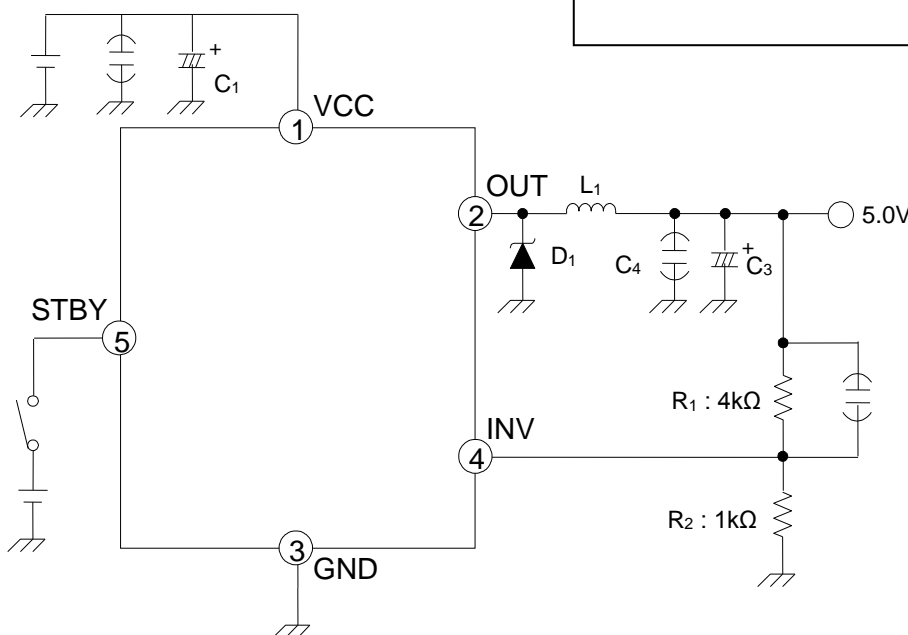 +
C₁
VCC
1
OUT
L₁
2
5.0V
D₁
C₄
+
C₃
STBY
5
R₁ : 4kΩ
INV
4
R₂ : 1kΩ
3
GND